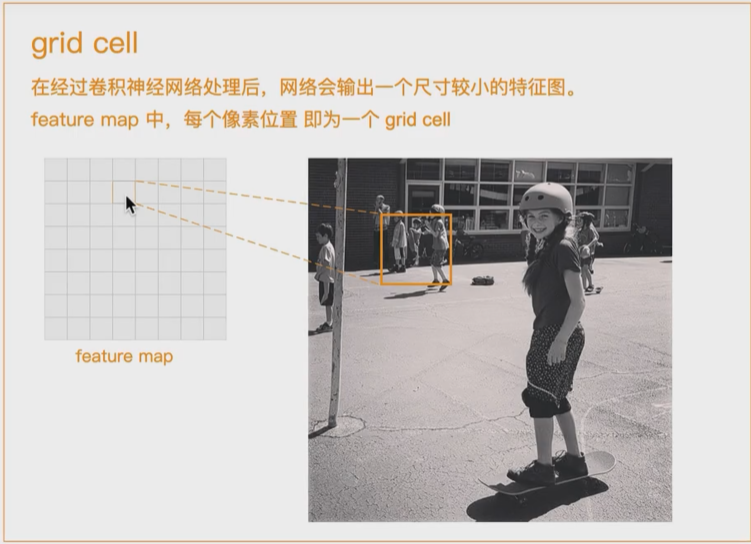 grid cell
在经过卷积神经网络处理后，网络会输出一个尺寸较小的特征图。
feature map 中，每个像素位置 即为一个 grid cell
feature map